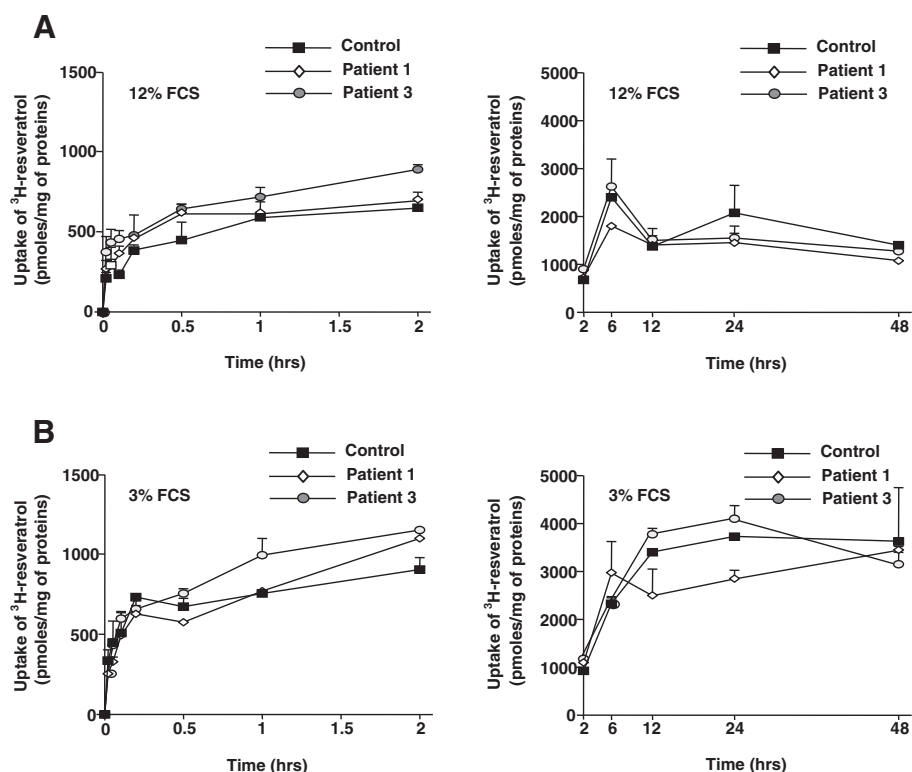 A
Control
Patient 1
Patient 3
12% FCS
Uptake of ³H-resveratrol
(pmoles/mg of proteins)
1500
1000
500
0
0 0.5 1 1.5 2
Time (hrs)
Control
Patient 1
Patient 3
12% FCS
Uptake of ³H-resveratrol
(pmoles/mg of proteins)
5000
4000
3000
2000
1000
0
2 6 12 24 48
Time (hrs)
B
Control
Patient 1
Patient 3
3% FCS
Uptake of ³H-resveratrol
(pmoles/mg of proteins)
1500
1000
500
0
0 0.5 1 1.5 2
Time (hrs)
Control
Patient 1
Patient 3
3% FCS
Uptake of ³H-resveratrol
(pmoles/mg of proteins)
5000
4000
3000
2000
1000
0
2 6 12 24 48
Time (hrs)